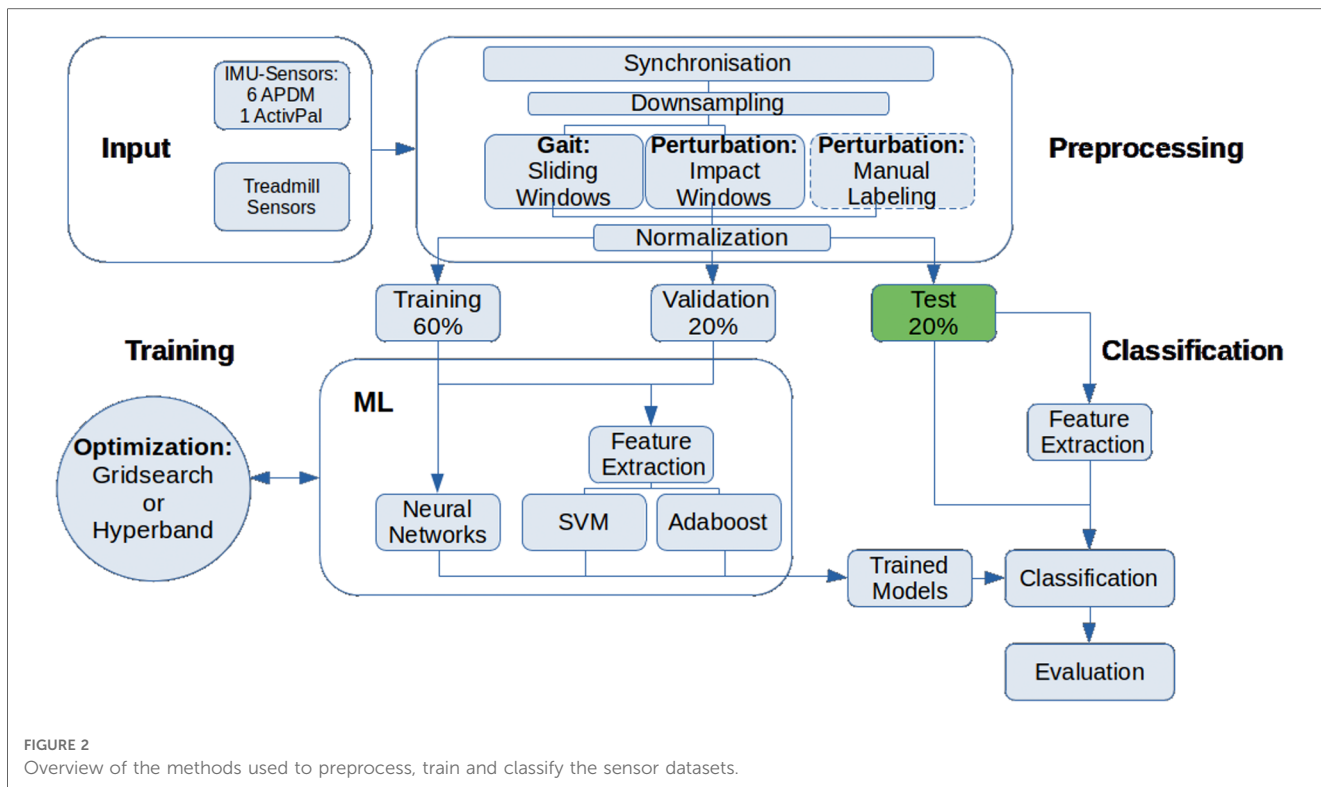 Input
IMU-Sensors:
6 APDM
1 ActivPal
Treadmill
Sensors
Synchronisation
Downsampling
Gait:
Sliding
Windows
Perturbation:
Impact
Windows
Perturbation:
Manual
Labeling
Normalization
Preprocessing
Training
60%
Validation
20%
Test
20%
Training
Classification
ML
Optimization:
Gridsearch
or
Hyperband
Feature
Extraction
Neural
Networks
SVM
Adaboost
Feature
Extraction
Trained
Models
Classification
Evaluation
FIGURE 2
Overview of the methods used to preprocess, train and classify the sensor datasets.